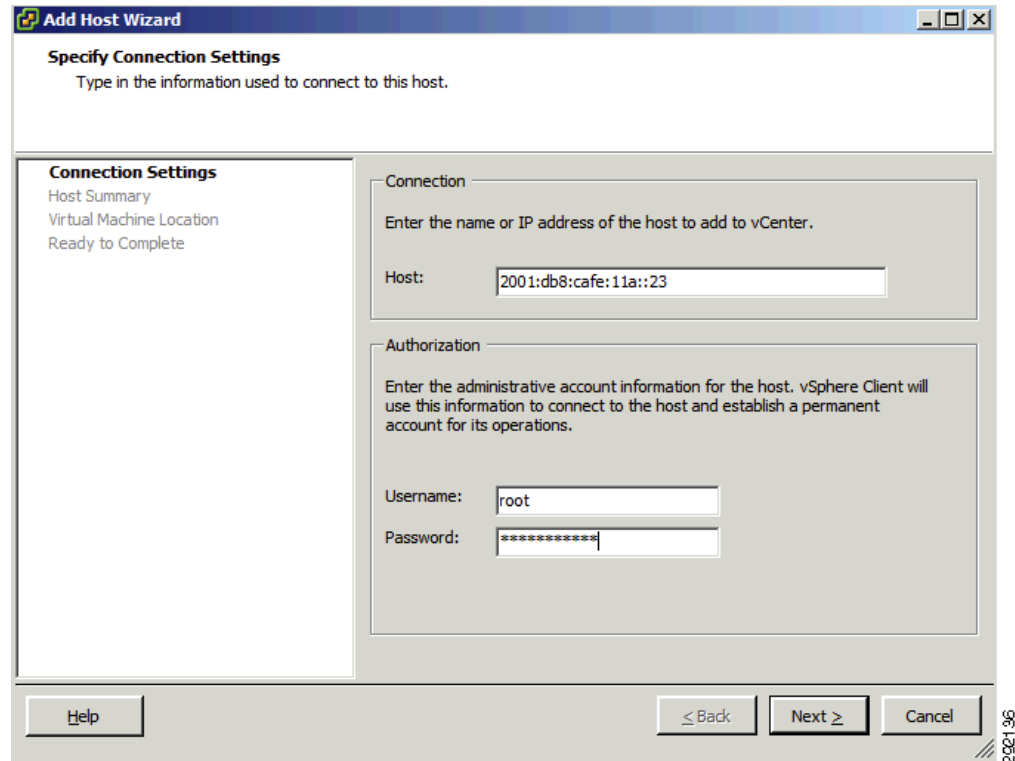 Add Host Wizard
Specify Connection Settings
Type in the information used to connect to this host.
Connection Settings
Host Summary
Virtual Machine Location
Ready to Complete
Connection
Enter the name or IP address of the host to add to vCenter.
Host: 2001:db8:cafe:11a::23
Authorization
Enter the administrative account information for the host. vSphere Client will
use this information to connect to the host and establish a permanent
account for its operations.
Username: root
Password: ***********
Help
< Back Next > Cancel
292136